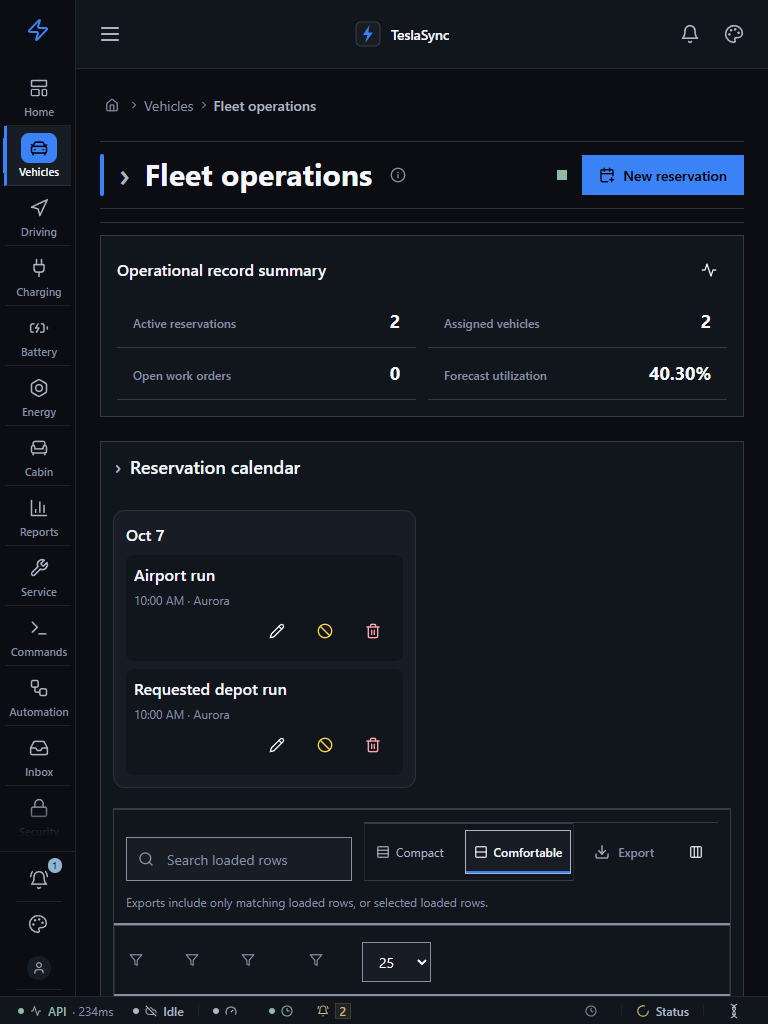 TeslaSync
Home
Vehicles
Driving
Charging
Battery
Energy
Cabin
Reports
Service
Commands
Automation
Inbox
Security
1
Vehicles
Fleet operations
Fleet operations
New reservation
Operational record summary
Active reservations 2
Assigned vehicles 2
Open work orders 0
Forecast utilization 40.30%
Reservation calendar
Oct 7
Airport run
10:00 AM · Aurora
Requested depot run
10:00 AM · Aurora
Search loaded rows
Compact
Comfortable
Export
Exports include only matching loaded rows, or selected loaded rows.
25
API · 234ms
Idle
2
Status